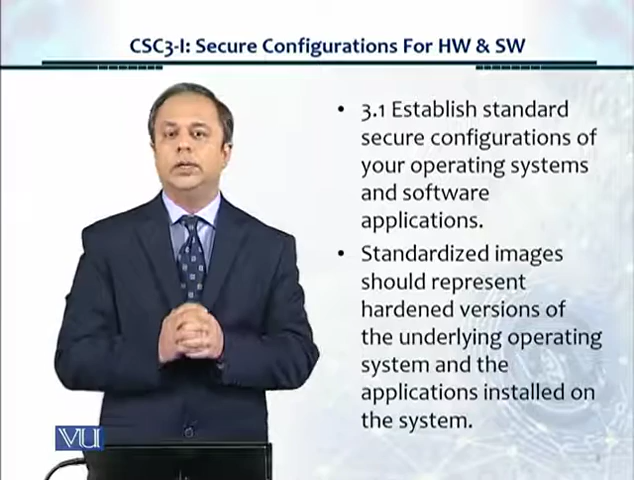 CSC3-I: Secure Configurations For HW & SW
• 3.1 Establish standard
secure configurations of
your operating systems
and software
applications.
• Standardized images
should represent
hardened versions of
the underlying operating
system and the
applications installed on
the system.
VU